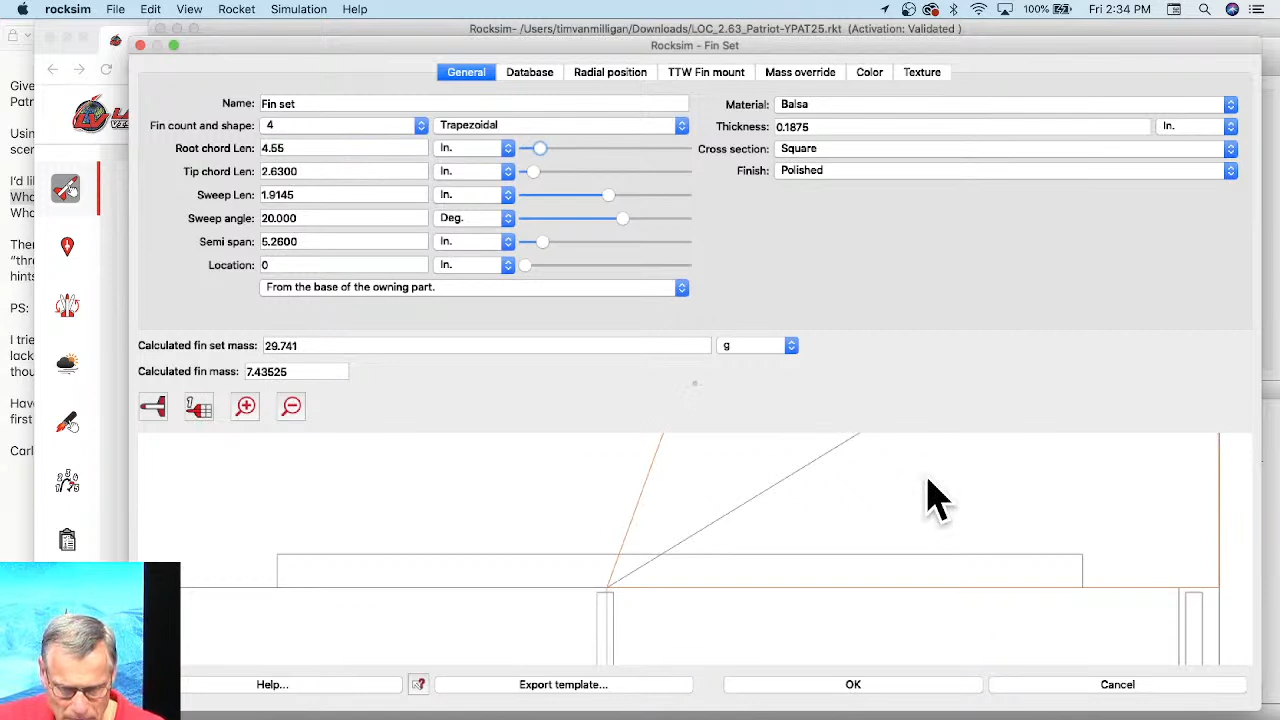 rocksim File Edit Rocket Simulation Help 100% Fri 2:34 PM
Rocksim- /Users/timvanmilligan/Downloads/LOC_2.63_Patriot-YPAT25.rkt (Activation: Validated )
Rocksim - Fin Set
General Database Radial position TTW Fin mount Mass override Color Texture
Name: Fin set
Material: Balsa
Fin count and shape: 4 Trapezoidal
Thickness: 0.1875 In.
Root chord Len: 4.55 In.
Cross section: Square
Tip chord Len: 2.6300 In.
Finish: Polished
Sweep Len: 1.9145 In.
Sweep angle: 20.000 Deg.
Semi span: 5.2600 In.
Location: 0 In.
From the base of the owning part.
Calculated fin set mass: 29.741 g
Calculated fin mass: 7.43525
Help... Export template... OK Cancel
Give
Patr
Usin
scen
I'd lik
Wha
Wha
Ther
"thre
hints
PS:
I trie
lack
thou
Have
first
Carl